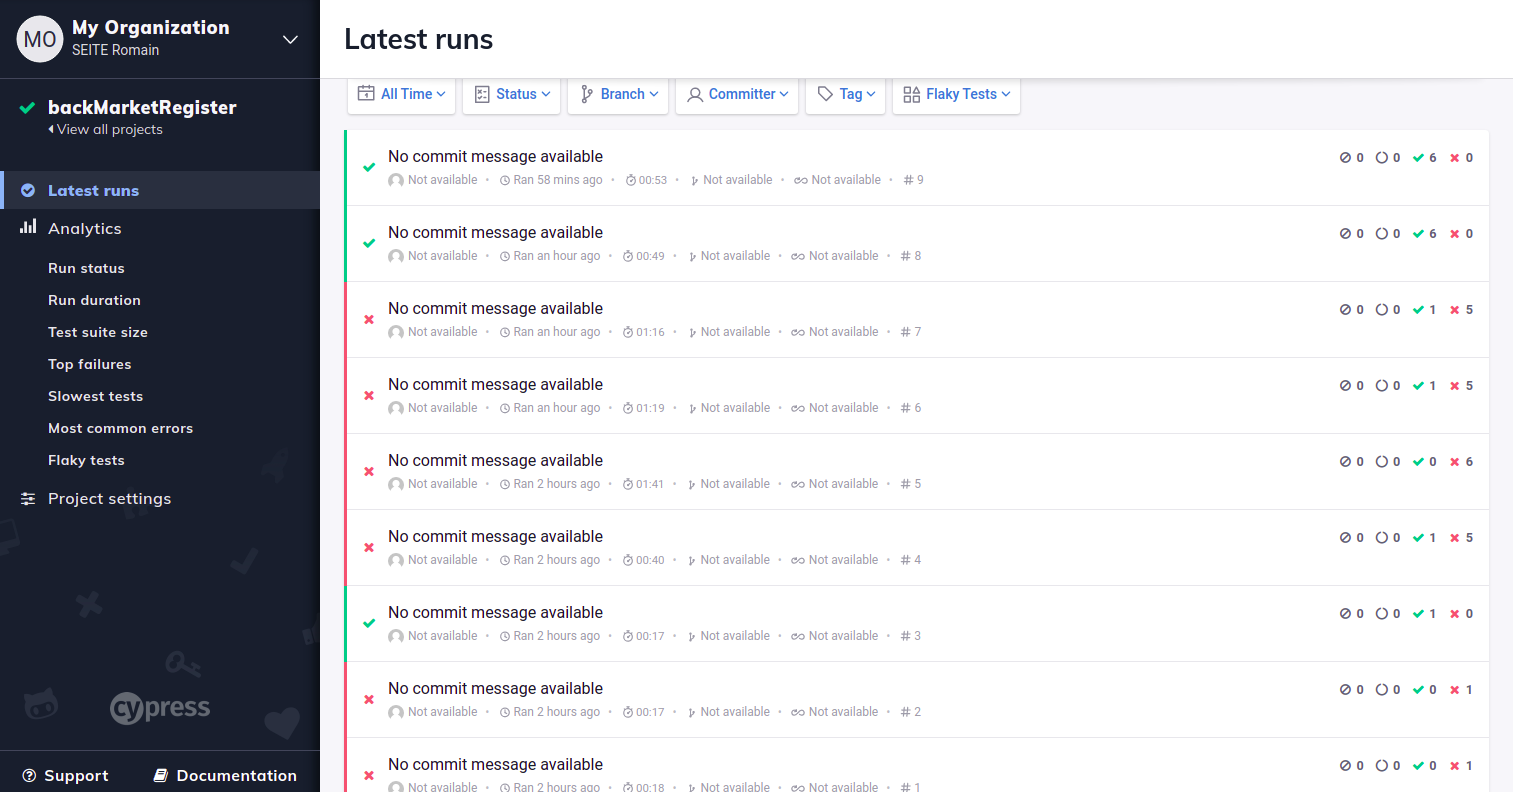 MO
My Organization
SEITE Romain
backMarketRegister
View all projects
Latest runs
Analytics
Run status
Run duration
Test suite size
Top failures
Slowest tests
Most common errors
Flaky tests
Project settings
cypress
Support Documentation
Latest runs
All Time Status Branch Committer Tag Flaky Tests
No commit message available 0 0 6 0
Not available • Ran 58 mins ago • 00:53 • Not available • Not available • # 9
No commit message available 0 0 6 0
Not available • Ran an hour ago • 00:49 • Not available • Not available • # 8
No commit message available 0 0 1 5
Not available • Ran an hour ago • 01:16 • Not available • Not available • # 7
No commit message available 0 0 1 5
Not available • Ran an hour ago • 01:19 • Not available • Not available • # 6
No commit message available 0 0 0 6
Not available • Ran 2 hours ago • 01:41 • Not available • Not available • # 5
No commit message available 0 0 1 5
Not available • Ran 2 hours ago • 00:40 • Not available • Not available • # 4
No commit message available 0 0 1 0
Not available • Ran 2 hours ago • 00:17 • Not available • Not available • # 3
No commit message available 0 0 0 1
Not available • Ran 2 hours ago • 00:17 • Not available • Not available • # 2
No commit message available 0 0 0 1
Not available • Ran 2 hours ago • 00:18 • Not available • Not available • # 1